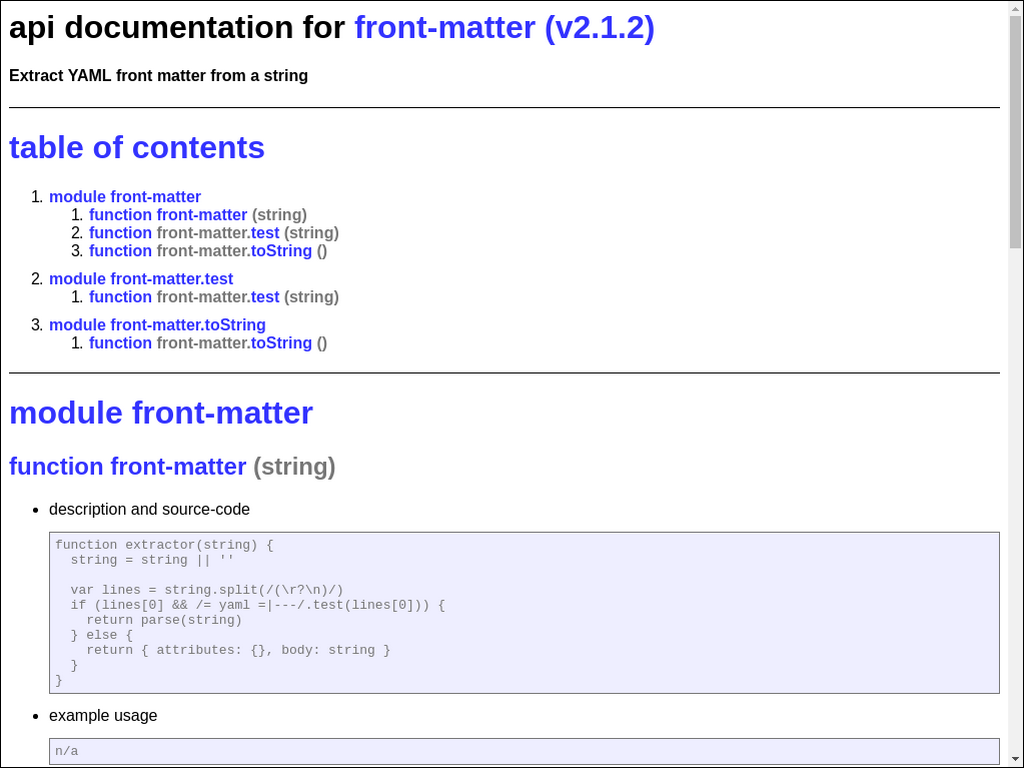 api documentation for front-matter (v2.1.2)
Extract YAML front matter from a string
table of contents
1. module front-matter
1. function front-matter (string)
2. function front-matter.test (string)
3. function front-matter.toString ()
2. module front-matter.test
1. function front-matter.test (string)
3. module front-matter.toString
1. function front-matter.toString ()
module front-matter
function front-matter (string)
• description and source-code
function extractor(string) {
  string = string || ''
  var lines = string.split(/(\r?\n)/)
  if (lines[0] && /= yaml =|---/.test(lines[0])) {
    return parse(string)
  } else {
    return { attributes: {}, body: string }
  }
}
• example usage
n/a